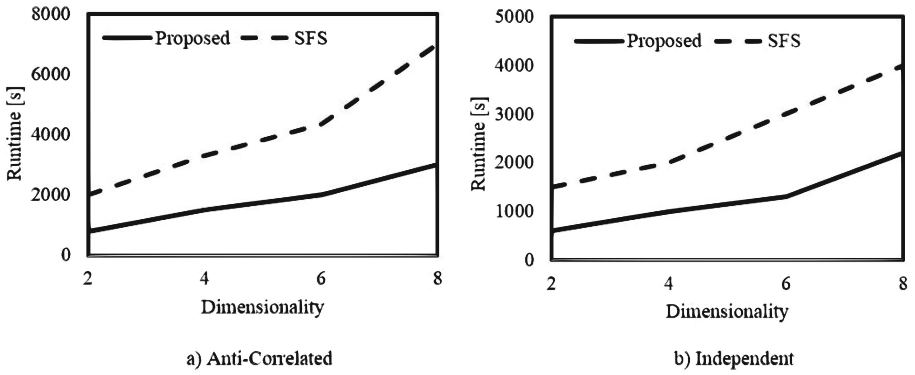 8000
Proposed SFS
6000
4000
2000
0
Runtime [s]
2 4 6 8
Dimensionality
a) Anti-Correlated
5000
Proposed SFS
4000
3000
2000
1000
0
Runtime [s]
2 4 6 8
Dimensionality
b) Independent